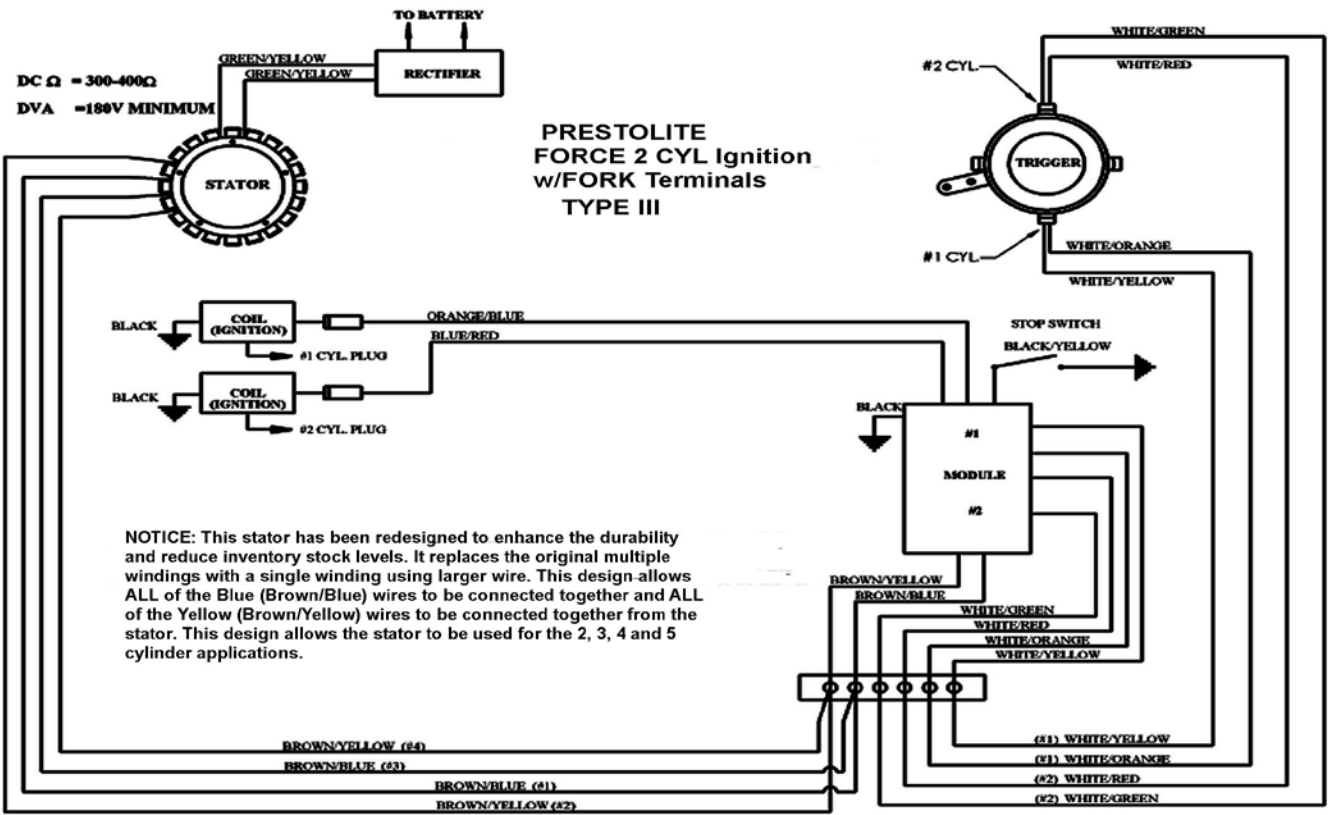 TO BATTERY
WHITE/GREEN
GREEN/YELLOW
#2 CYL.
WHITE/RED
GREEN/YELLOW
RECTIFIER
DC Ω = 300-400Ω
DVA =180V MINIMUM
PRESTOLITE
FORCE 2 CYL Ignition
w/FORK Terminals
TYPE III
TRIGGER
STATOR
WHITE/ORANGE
#1 CYL.
WHITE/YELLOW
BLACK
COIL
(IGNITION)
ORANGE/BLUE
STOP SWITCH
BLUE/RED
BLACK/YELLOW
#1 CYL. PLUG
BLACK
COIL
(IGNITION)
#2 CYL. PLUG
BLACK
#1
MODULE
#2
NOTICE: This stator has been redesigned to enhance the durability
and reduce inventory stock levels. It replaces the original multiple
windings with a single winding using larger wire. This design allows
ALL of the Blue (Brown/Blue) wires to be connected together and ALL
of the Yellow (Brown/Yellow) wires to be connected together from the
stator. This design allows the stator to be used for the 2, 3, 4 and 5
cylinder applications.
BROWN/YELLOW
BROWN/BLUE
WHITE/GREEN
WHITE/RED
WHITE/ORANGE
WHITE/YELLOW
BROWN/YELLOW (#4)
(#1) WHITE/YELLOW
BROWN/BLUE (#3)
(#1) WHITE/ORANGE
BROWN/BLUE (#1)
(#2) WHITE/RED
BROWN/YELLOW (#2)
(#2) WHITE/GREEN